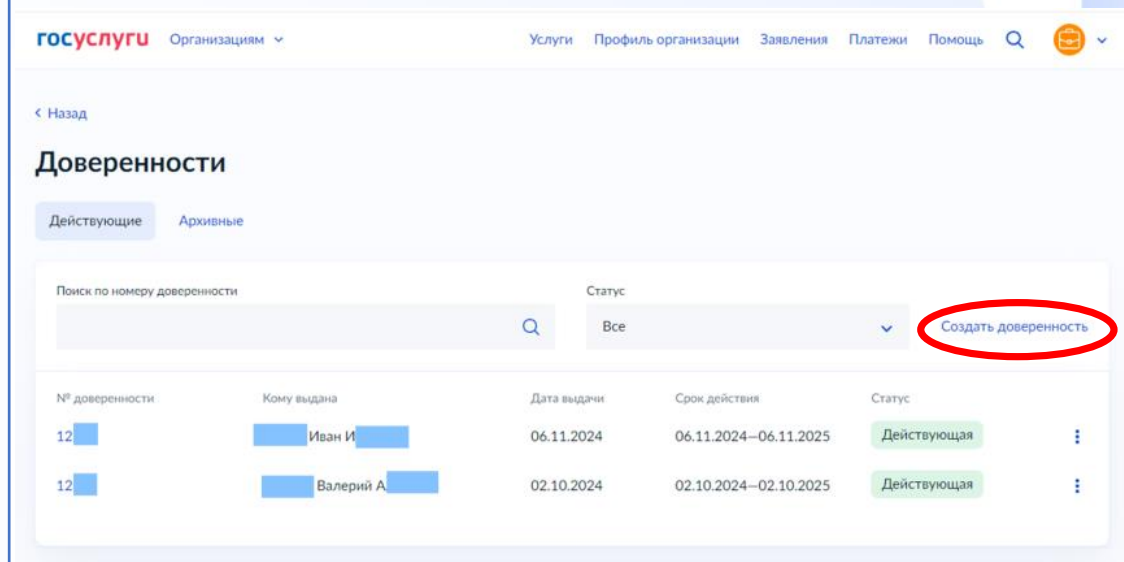 госуслуги Организациям Услуги Профиль организации Заявления Платежи Помощь
Назад
Доверенности
Действующие Архивные
Поиск по номеру доверенности Статус
Все Создать доверенность
№ доверенности Кому выдана Дата выдачи Срок действия Статус
12 Иван И 06.11.2024 06.11.2024—06.11.2025 Действующая
12 Валерий А 02.10.2024 02.10.2024—02.10.2025 Действующая